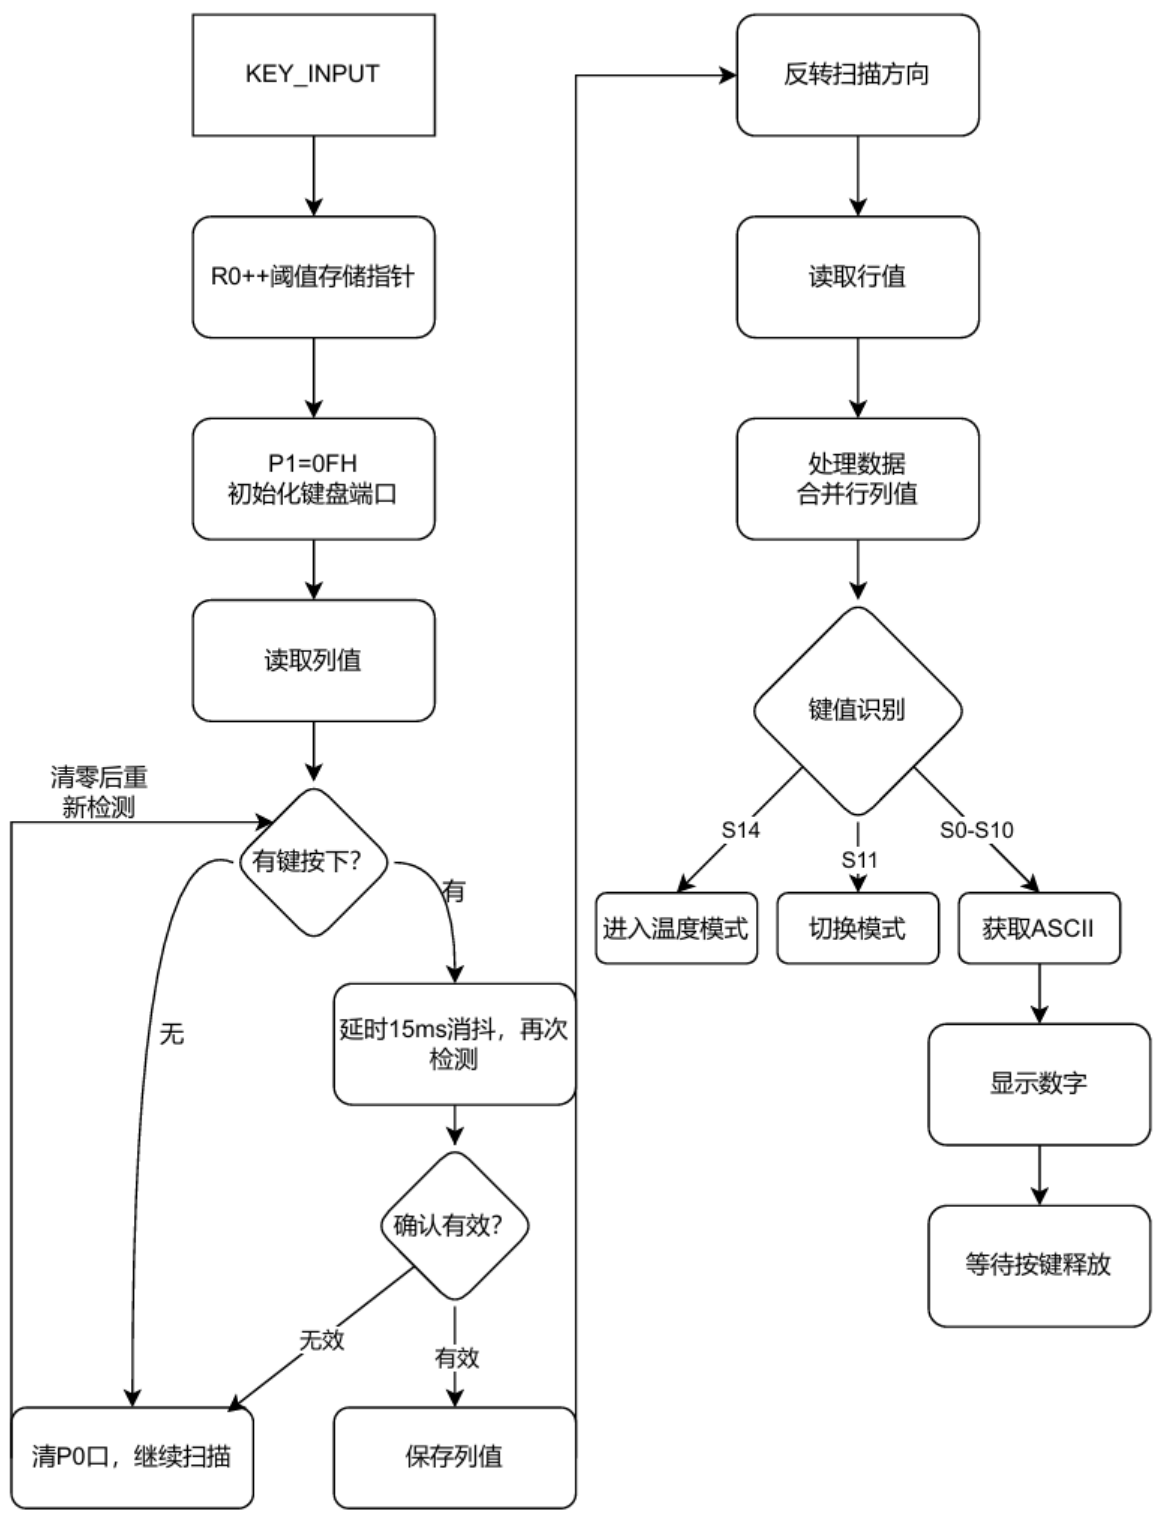 KEY_INPUT
R0++阈值存储指针
P1=0FH
初始化键盘端口
读取列值
清零后重
新检测
有键按下?
有
无
延时15ms消抖，再次
检测
确认有效?
无效
有效
清P0口，继续扫描
保存列值
反转扫描方向
读取行值
处理数据
合并行列值
键值识别
S14
S11
S0-S10
进入温度模式
切换模式
获取ASCII
显示数字
等待按键释放